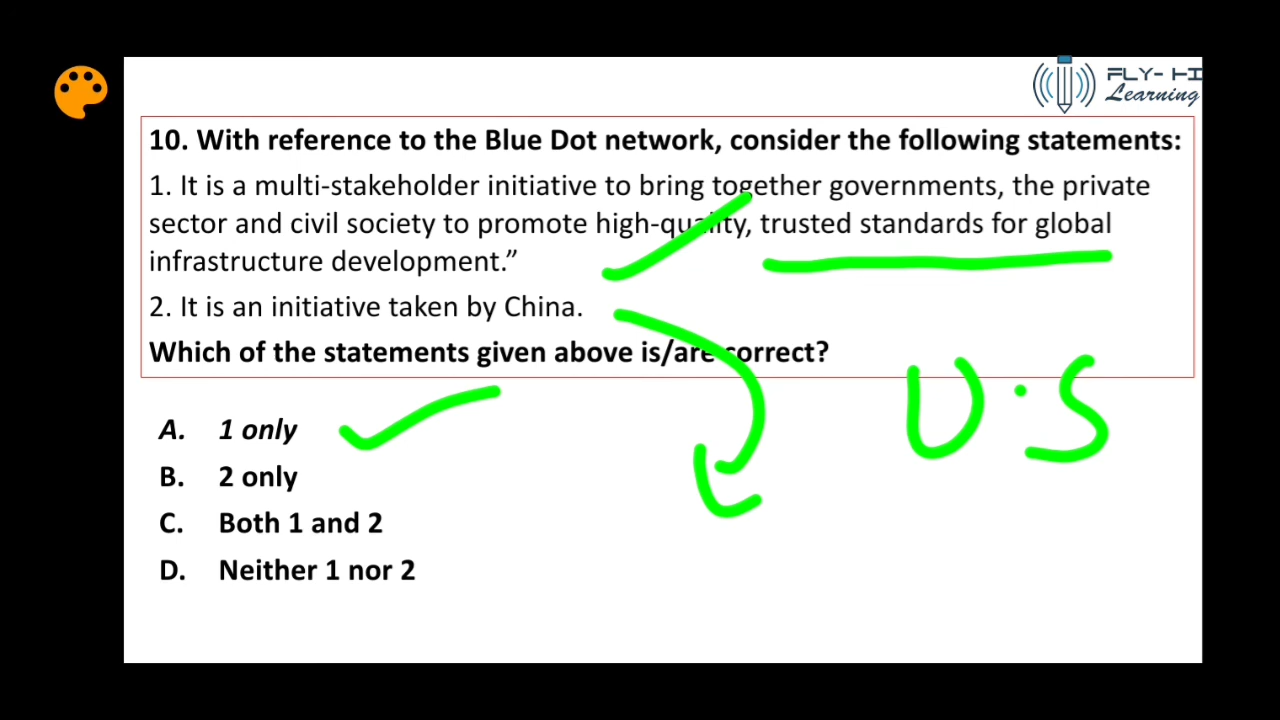 FLY-HI
Learning
10. With reference to the Blue Dot network, consider the following statements:
1. It is a multi-stakeholder initiative to bring together governments, the private
sector and civil society to promote high-quality, trusted standards for global
infrastructure development.”
2. It is an initiative taken by China.
Which of the statements given above is/are correct?
U.S
A. 1 only
B. 2 only
C. Both 1 and 2
D. Neither 1 nor 2